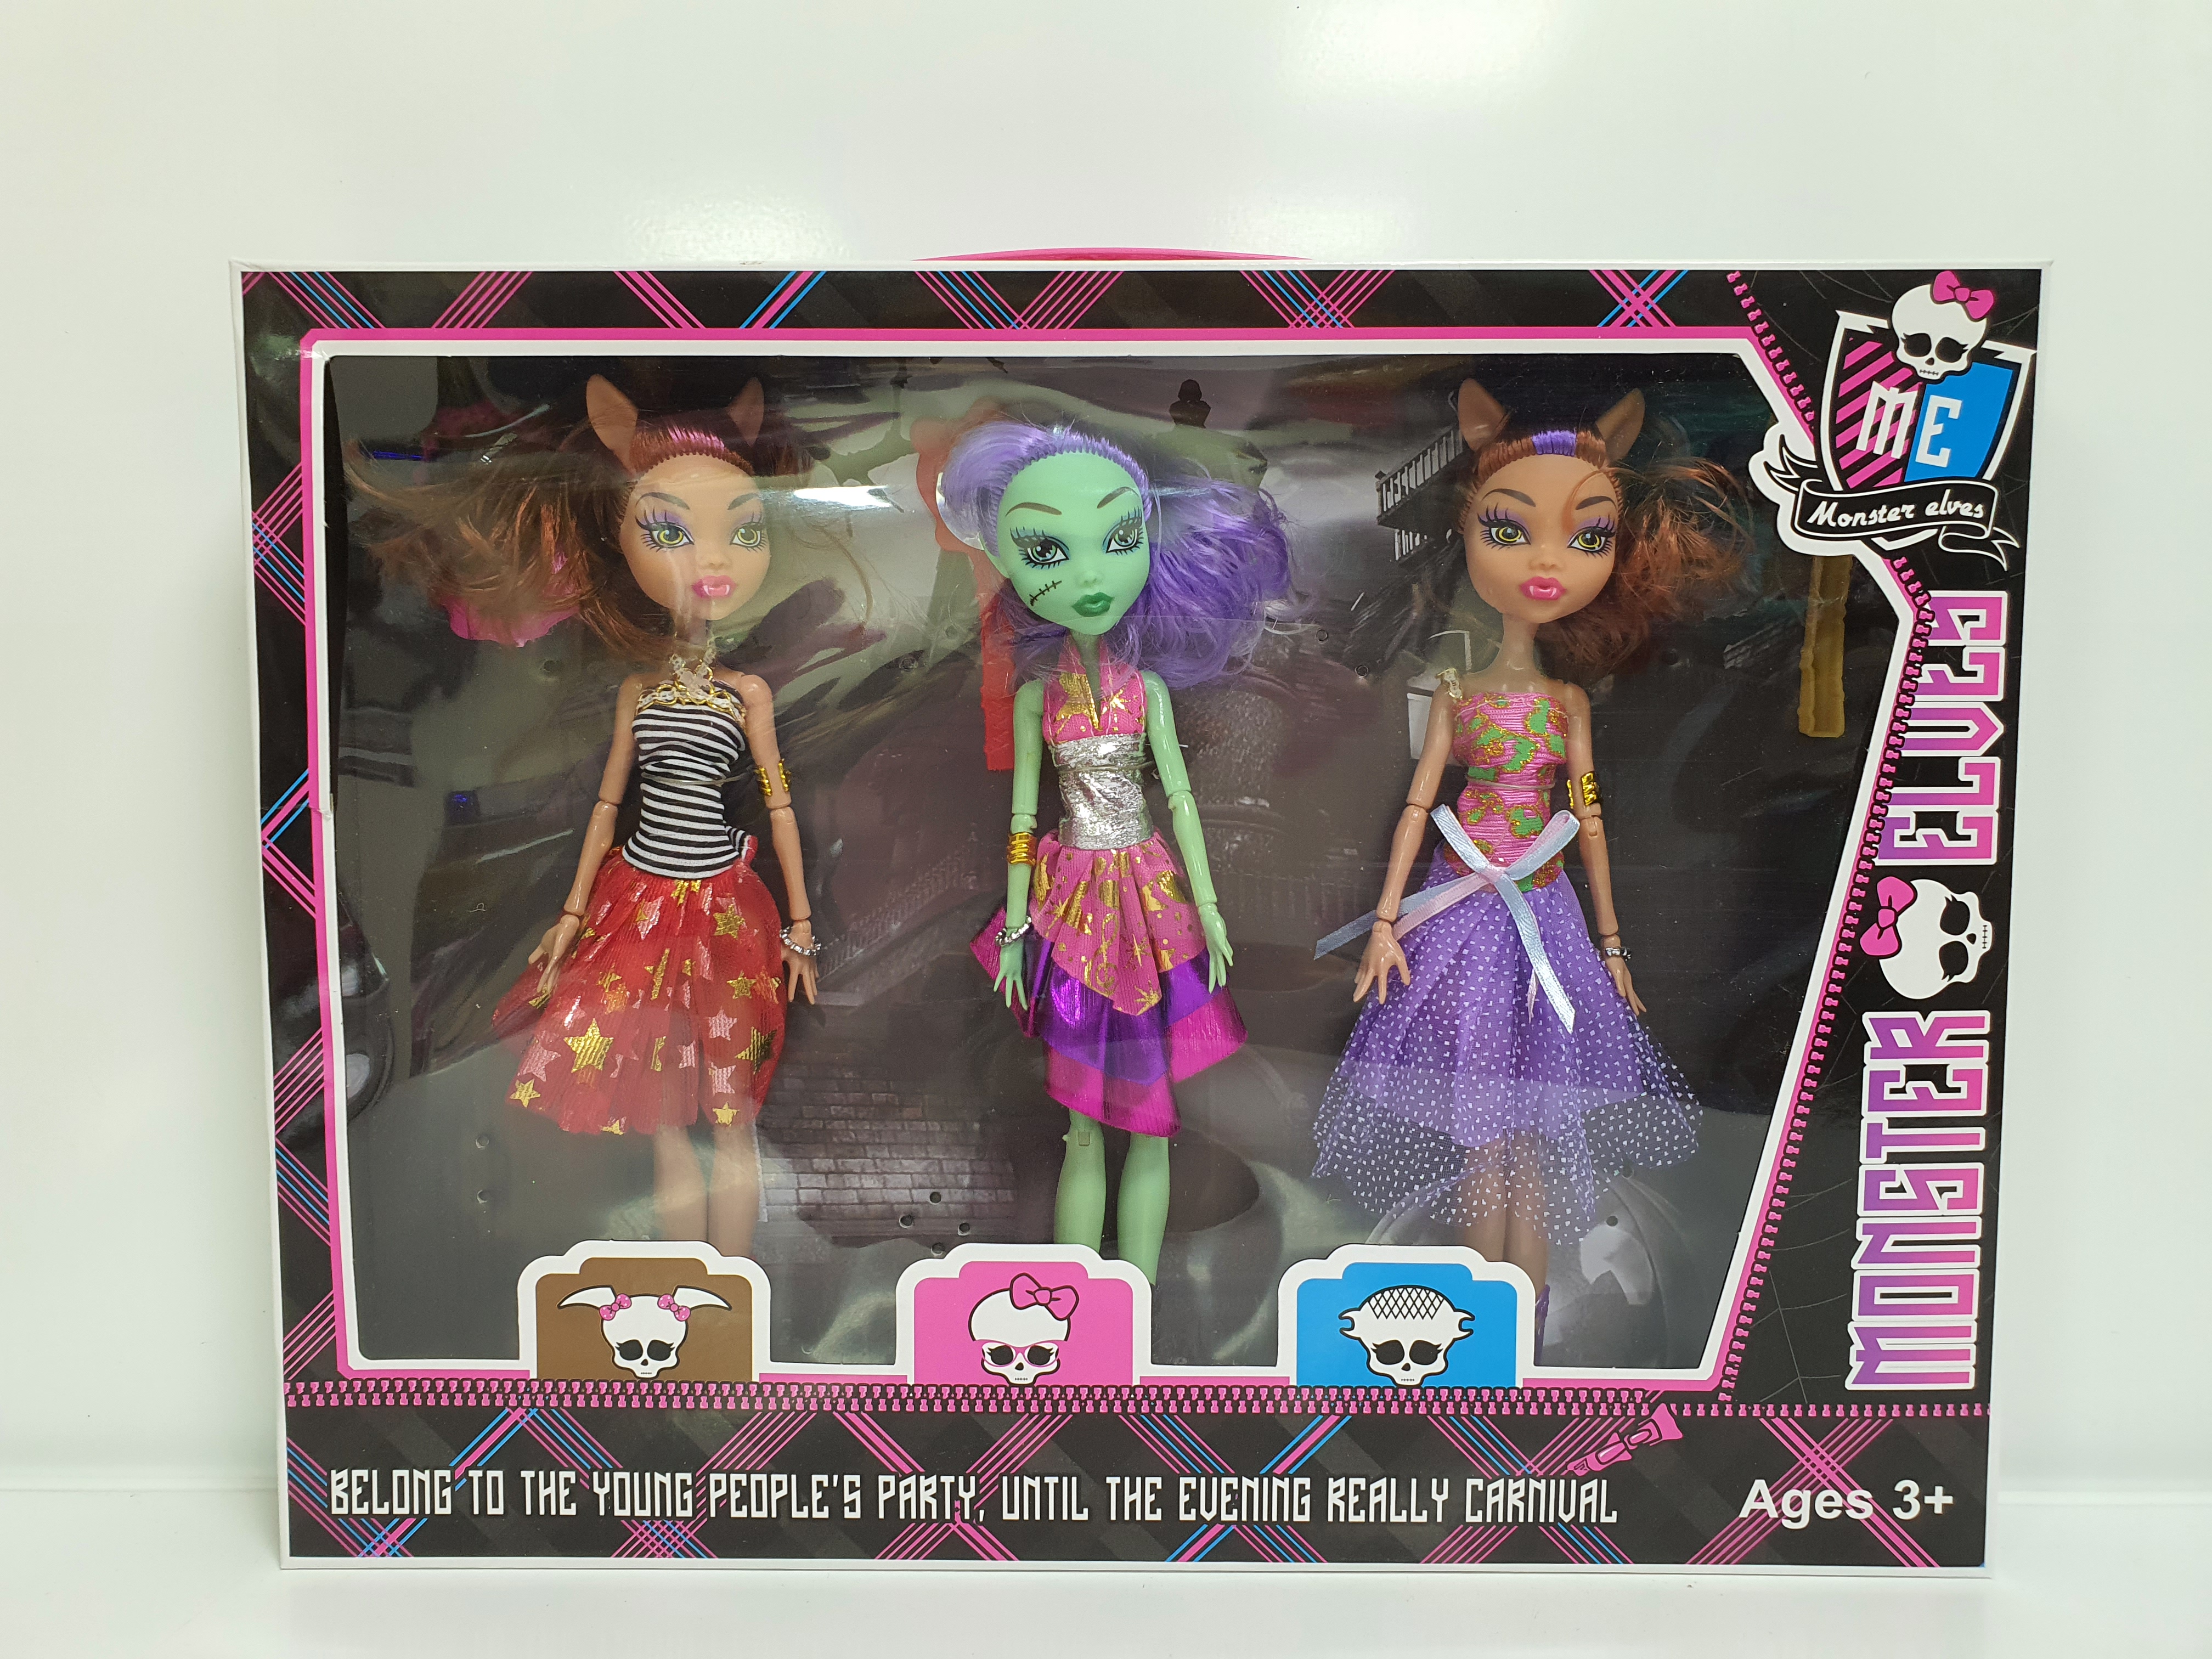 ME
Monster elves
MONSTER ELVES
BELONG TO THE YOUNG PEOPLE'S PARTY, UNTIL THE EVENING REALLY CARNIVAL
Ages 3+